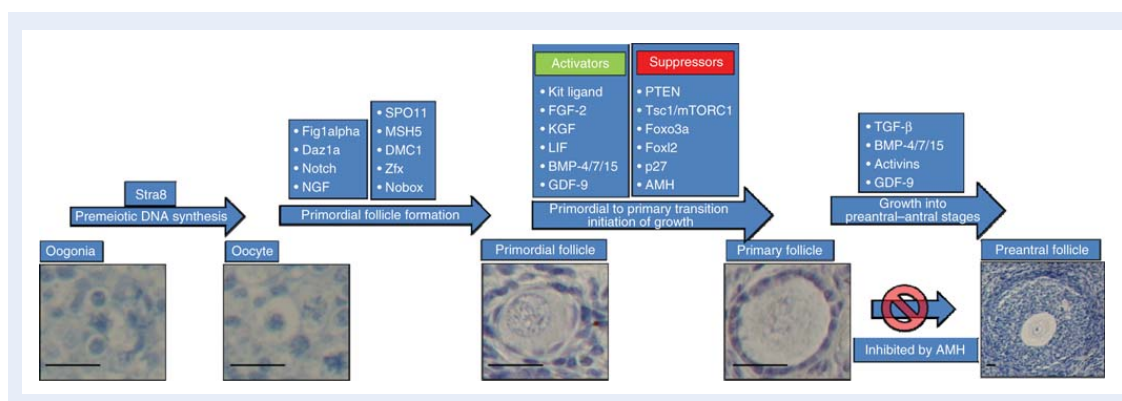 Stra8
Premeiotic DNA synthesis
• Fig1alpha
• Daz1a
• Notch
• NGF
• SPO11
• MSH5
• DMC1
• Zfx
• Nobox
Primordial follicle formation
Activators
• Kit ligand
• FGF-2
• KGF
• LIF
• BMP-4/7/15
• GDF-9
Suppressors
• PTEN
• Tsc1/mTORC1
• Foxo3a
• Foxl2
• p27
• AMH
Primordial to primary transition
initiation of growth
• TGF-β
• BMP-4/7/15
• Activins
• GDF-9
Growth into
preantral–antral stages
Oogonia
Oocyte
Primordial follicle
Primary follicle
Preantral follicle
Inhibited by AMH